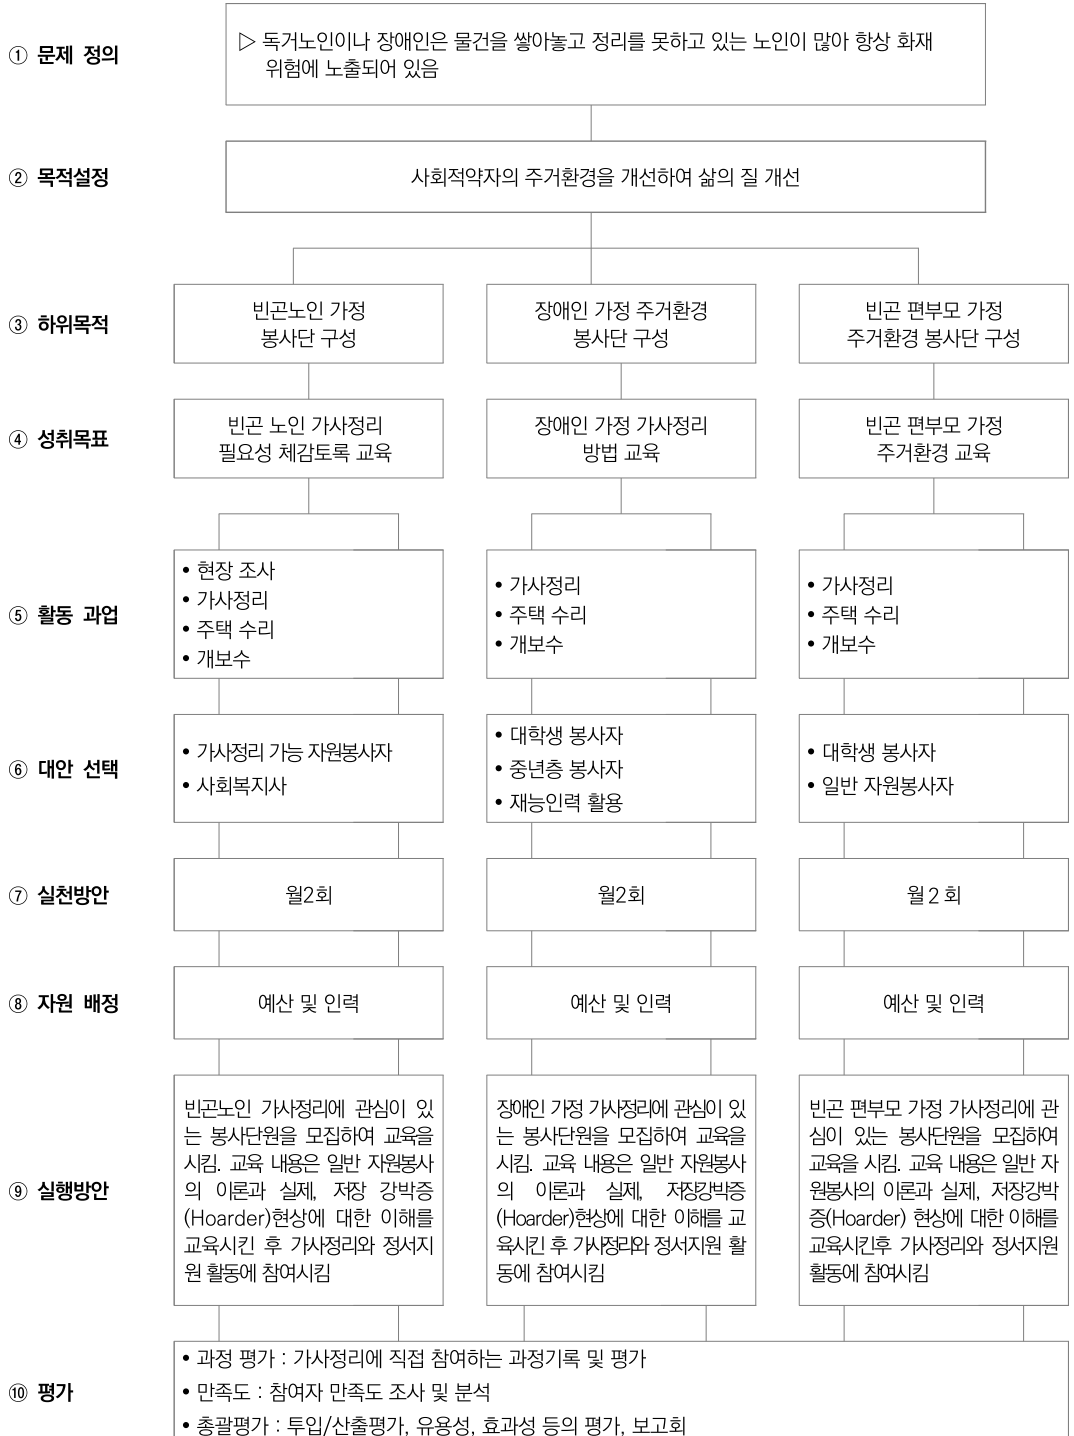 ① 문제 정의
▷ 독거노인이나 장애인은 물건을 쌓아놓고 정리를 못하고 있는 노인이 많아 항상 화재
위험에 노출되어 있음
② 목적설정
사회적약자의 주거환경을 개선하여 삶의 질 개선
③ 하위목적
빈곤노인 가정
봉사단 구성
장애인 가정 주거환경
봉사단 구성
빈곤 편부모 가정
주거환경 봉사단 구성
④ 성취목표
빈곤 노인 가사정리
필요성 체감토록 교육
장애인 가정 가사정리
방법 교육
빈곤 편부모 가정
주거환경 교육
⑤ 활동 과업
• 현장 조사
• 가사정리
• 주택 수리
• 개보수
• 가사정리
• 주택 수리
• 개보수
• 가사정리
• 주택 수리
• 개보수
⑥ 대안 선택
• 가사정리 가능 자원봉사자
• 사회복지사
• 대학생 봉사자
• 중년층 봉사자
• 재능인력 활용
• 대학생 봉사자
• 일반 자원봉사자
⑦ 실천방안
월2회
월2회
월 2 회
⑧ 자원 배정
예산 및 인력
예산 및 인력
예산 및 인력
⑨ 실행방안
빈곤노인 가사정리에 관심이 있
는 봉사단원을 모집하여 교육을
시킴. 교육 내용은 일반 자원봉사
의 이론과 실제, 저장 강박증
(Hoarder)현상에 대한 이해를
교육시킨 후 가사정리와 정서지
원 활동에 참여시킴
장애인 가정 가사정리에 관심이 있
는 봉사단원을 모집하여 교육을
시킴. 교육 내용은 일반 자원봉사
의 이론과 실제, 저장강박증
(Hoarder)현상에 대한 이해를 교
육시킨 후 가사정리와 정서지원 활
동에 참여시킴
빈곤 편부모 가정 가사정리에 관
심이 있는 봉사단원을 모집하여
교육을 시킴. 교육 내용은 일반 자
원봉사의 이론과 실제, 저장강박
증(Hoarder) 현상에 대한 이해를
교육시킨후 가사정리와 정서지원
활동에 참여시킴
⑩ 평가
• 과정 평가 : 가사정리에 직접 참여하는 과정기록 및 평가
• 만족도 : 참여자 만족도 조사 및 분석
• 총괄평가 : 투입/산출평가, 유용성, 효과성 등의 평가, 보고회